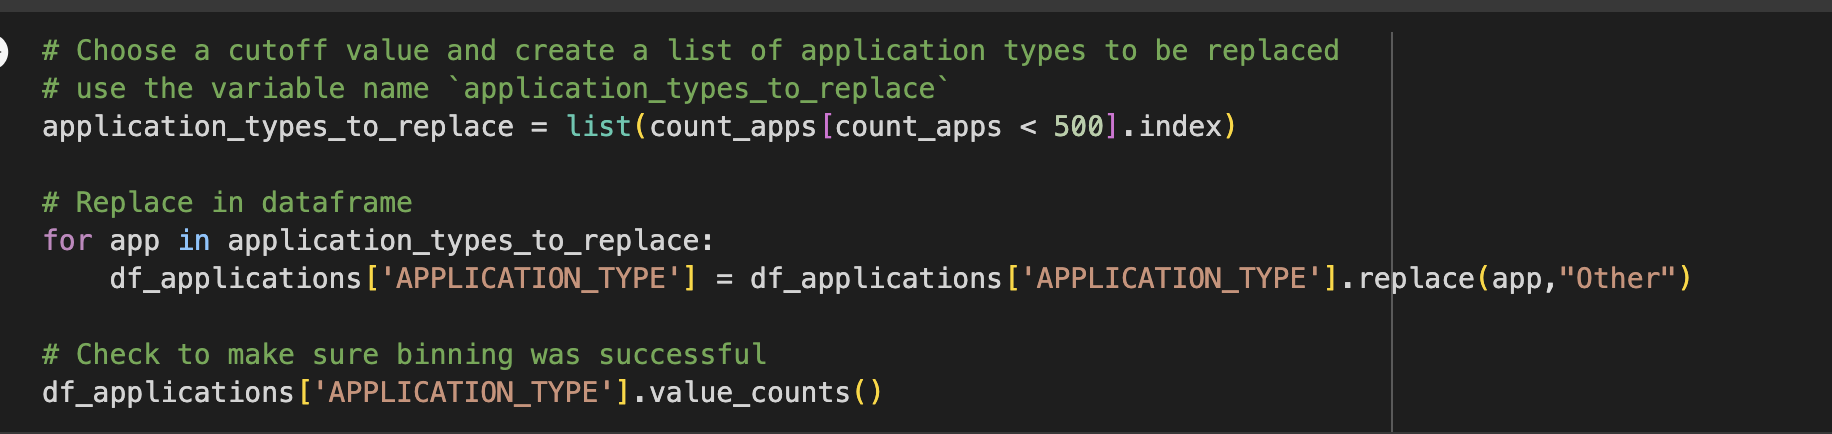 # Choose a cutoff value and create a list of application types to be replaced
# use the variable name `application_types_to_replace`
application_types_to_replace = list(count_apps[count_apps < 500].index)
# Replace in dataframe
for app in application_types_to_replace:
    df_applications['APPLICATION_TYPE'] = df_applications['APPLICATION_TYPE'].replace(app,"Other")
# Check to make sure binning was successful
df_applications['APPLICATION_TYPE'].value_counts()